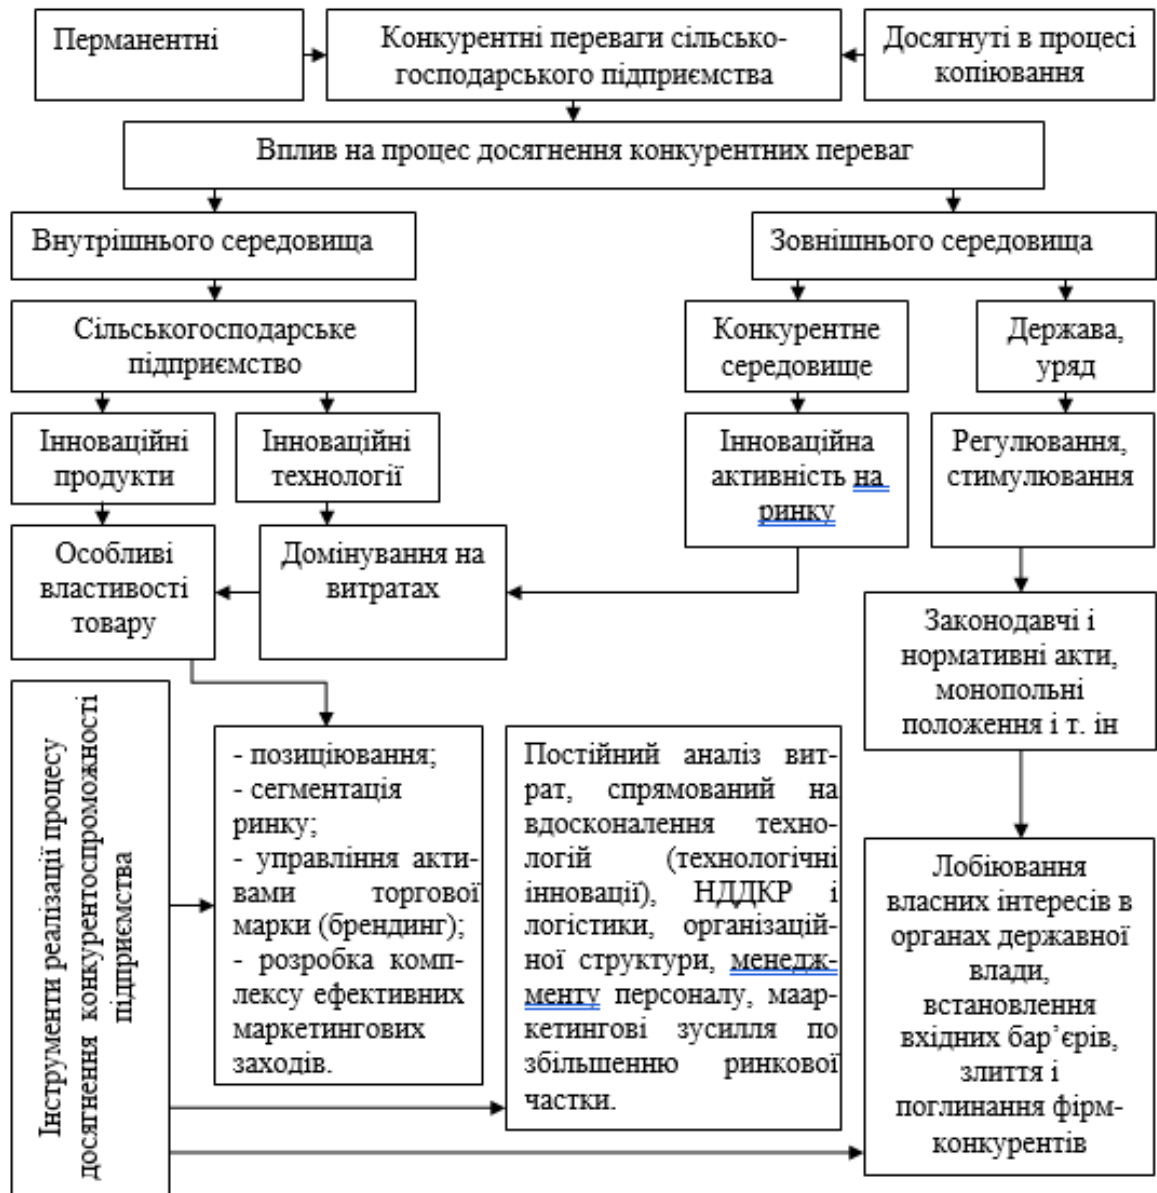 Перманентні
Конкурентні переваги сільсько-
господарського підприємства
Досягнуті в процесі
копіювання
Вплив на процес досягнення конкурентних переваг
Внутрішнього середовища
Зовнішнього середовища
Сільськогосподарське
підприємство
Конкурентне
середовище
Держава,
уряд
Інноваційні
продукти
Інноваційні
технології
Інноваційна
активність на
ринку
Регулювання,
стимулювання
Особливі
властивості
товару
Домінування на
витратах
Законодавчі і
нормативні акти,
монопольні
положення і т. ін
Інструменти реалізації процесу
досягнення конкурентоспроможності
підприємства
- позиціювання;
- сегментація
ринку;
- управління акти-
вами торгової
марки (брендинг);
- розробка комп-
лексу ефективних
маркетингових
заходів.
Постійний аналіз вит-
рат, спрямований на
вдосконалення техно-
логій (технологічні
інновації), НДДКР і
логістики, організацій-
ної структури, менедж-
менту персоналу, маар-
кетингові зусилля по
збільшенню ринкової
частки.
Лобіювання
власних інтересів в
органах державної
влади,
встановлення
вхідних бар’єрів,
злиття і
поглинання фірм-
конкурентів